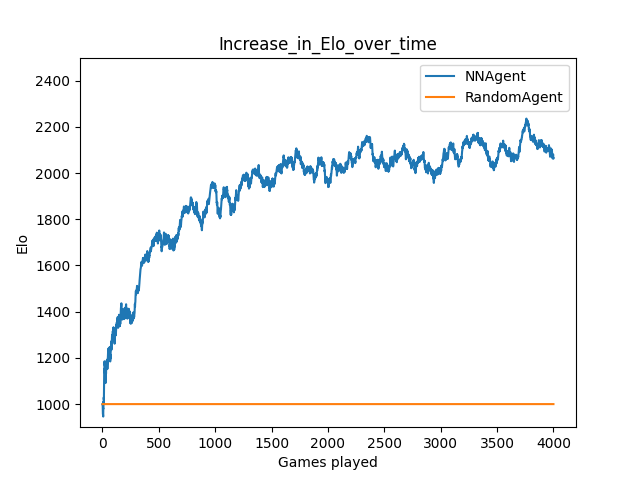 Increase_in_Elo_over_time
NNAgent
RandomAgent
2400
2200
2000
1800
1600
1400
1200
1000
Elo
0 500 1000 1500 2000 2500 3000 3500 4000
Games played